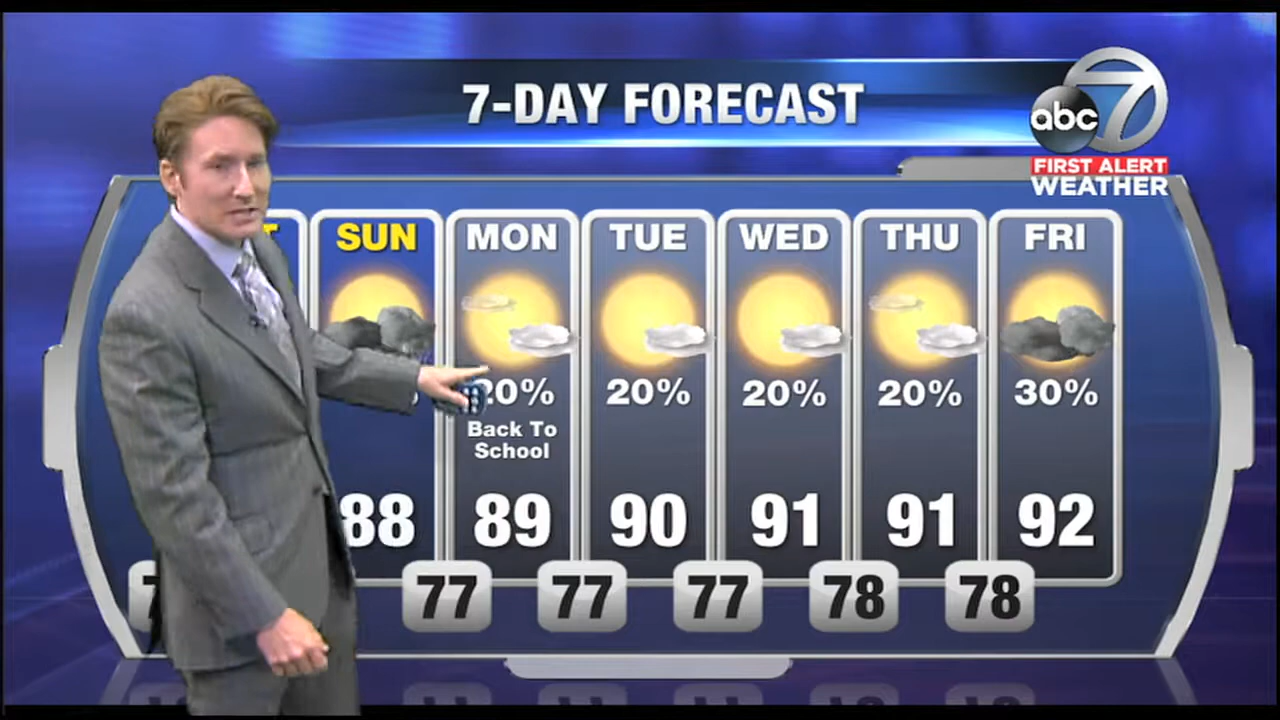 7-DAY FORECAST
abc 7
FIRST ALERT
WEATHER
SUN MON TUE WED THU FRI
20% 20% 20% 20% 30%
Back To
School
88 89 90 91 91 92
77 77 77 78 78